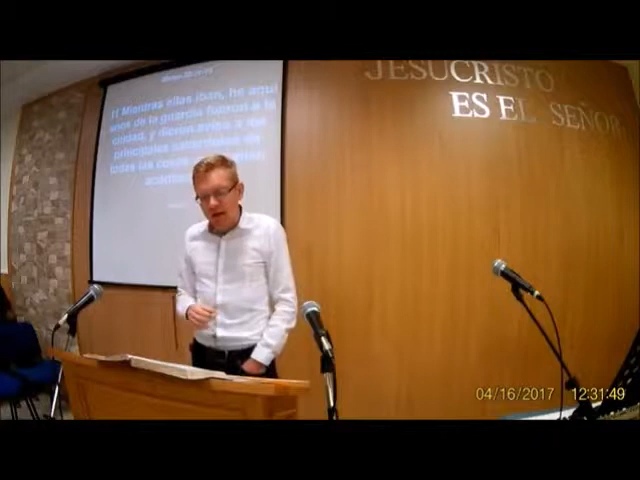 11 Mientras ellas iban, he aquí
unos de la guardia fueron a la
ciudad, y dieron aviso a los
principales sacerdotes de
todas las cosas que habían
JESUCRISTO
ES EL SEÑOR
04/16/2017 12:31:49